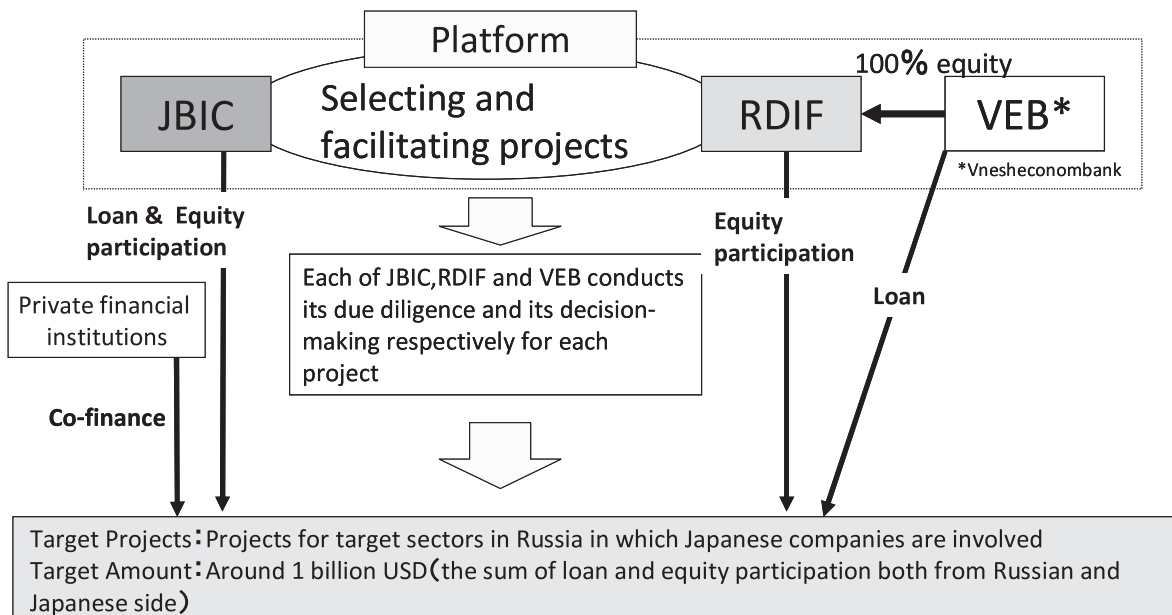 Platform
100% equity
JBIC
Selecting and
facilitating projects
RDIF
VEB*
*Vnesheconombank
Loan & Equity
participation
Equity
participation
Each of JBIC,RDIF and VEB conducts
its due diligence and its decision-
making respectively for each
project
Loan
Private financial
institutions
Co-finance
Target Projects：Projects for target sectors in Russia in which Japanese companies are involved
Target Amount：Around 1 billion USD（the sum of loan and equity participation both from Russian and
Japanese side）